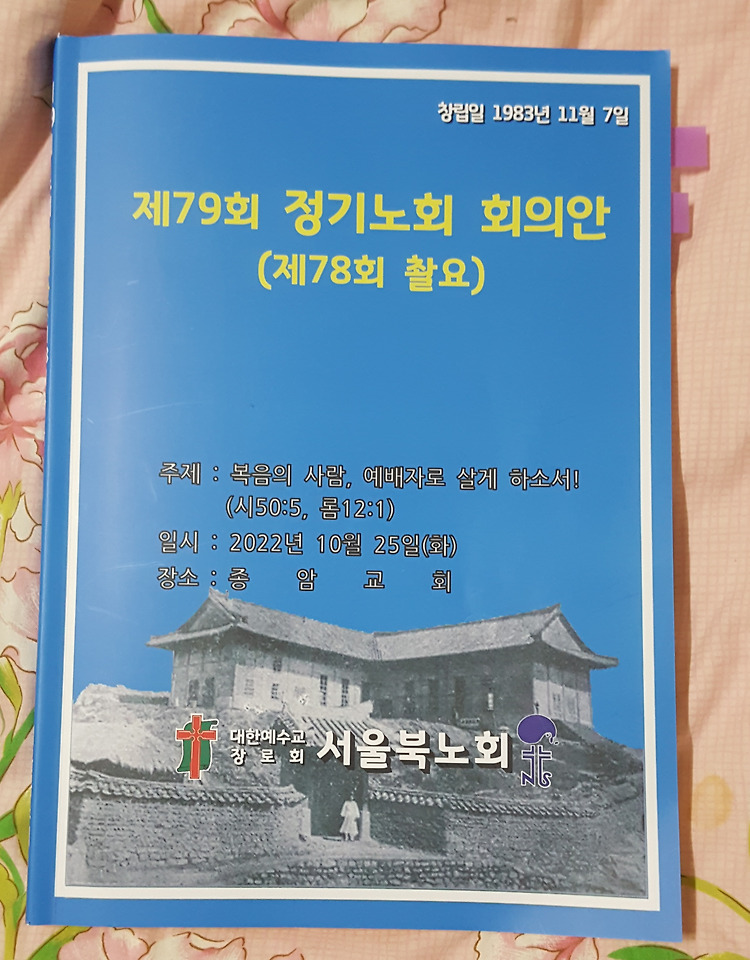 창립일 1983년 11월 7일
제79회 정기노회 회의안
(제78회 촬요)
주제 : 복음의 사람, 예배자로 살게 하소서!
(시50:5, 롬12:1)
일시 : 2022년 10월 25일(화)
장소 : 종 암 교 회
대한예수교
장로회 서울북노회